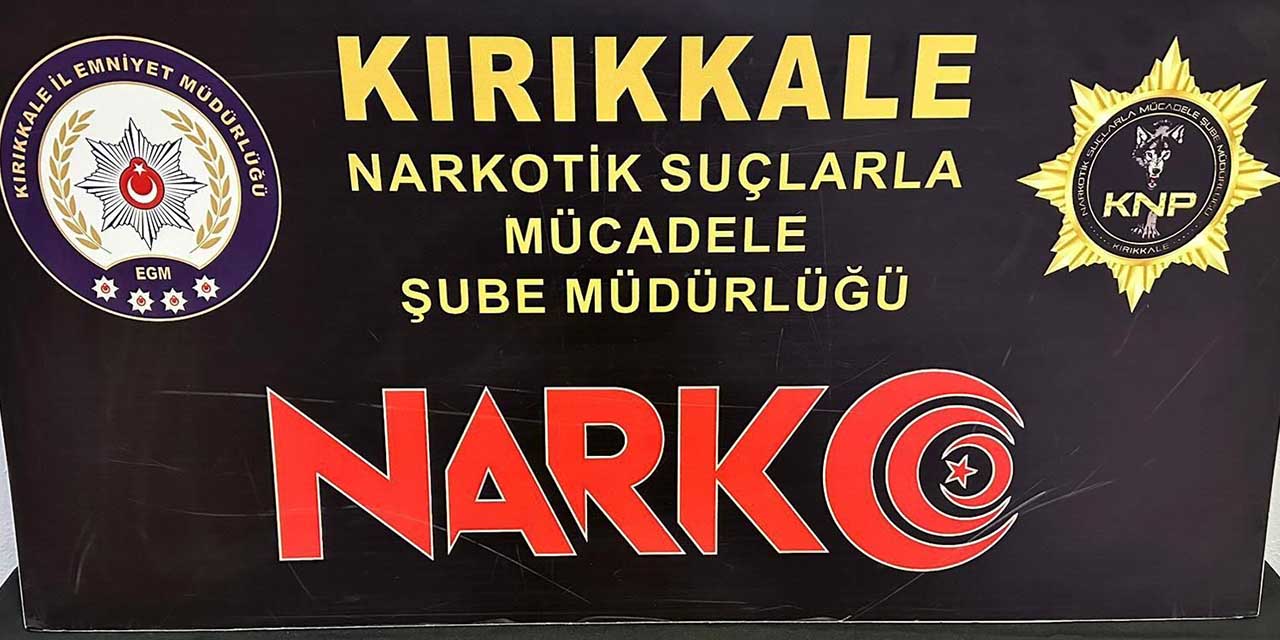 KIRIKKALE İL EMNİYET MÜDÜRLÜĞÜ
EGM
KIRIKKALE
NARKOTİK SUÇLARLA
MÜCADELE
ŞUBE MÜDÜRLÜĞÜ
NARKOTİK SUÇLARLA MÜCADELE ŞUBE MÜDÜRLÜĞÜ
KNP
KIRIKKALE
NARKO